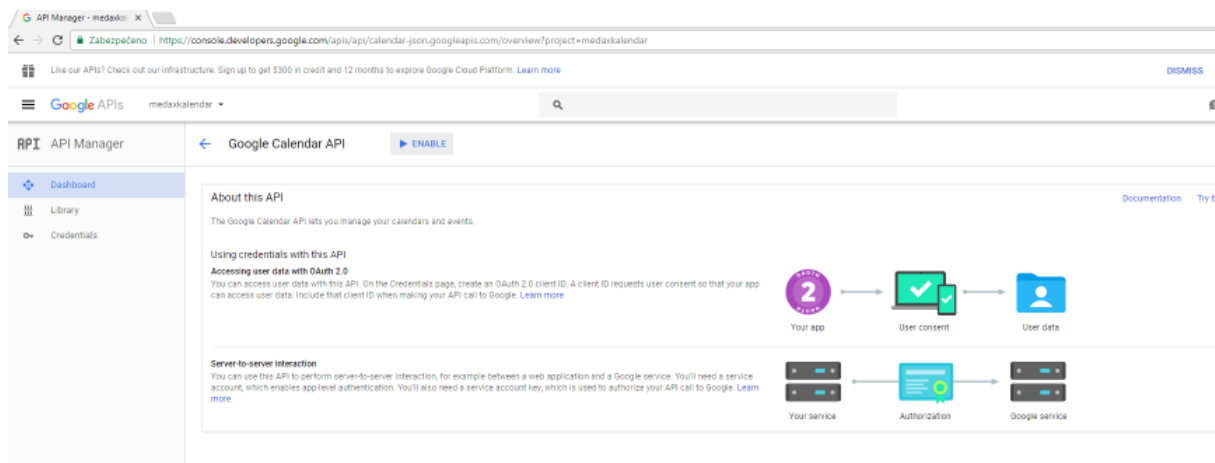 API Manager - medaxkal
Zabezpečeno | https://console.developers.google.com/apis/api/calendar-json.googleapis.com/overview?project=medaxkalendar
Like our APIs? Check out our infrastructure. Sign up to get $300 in credit and 12 months to explore Google Cloud Platform. Learn more
DISMISS
Google APIs
medaxkalendar
API
API Manager
Google Calendar API
ENABLE
Dashboard
Library
Credentials
About this API
Documentation
Try t
The Google Calendar API lets you manage your calendars and events.
Using credentials with this API
Accessing user data with OAuth 2.0
You can access user data with this API. On the Credentials page, create an OAuth 2.0 client ID. A client ID requests user consent so that your app
can access user data. Include that client ID when making your API call to Google. Learn more
OAUTH
2
OAUTH
Your app
User consent
User data
Server-to-server interaction
You can use this API to perform server-to-server interaction, for example between a web application and a Google service. You'll need a service
account, which enables app-level authentication. You'll also need a service account key, which is used to authorize your API call to Google. Learn
more
Your service
Authorization
Google service